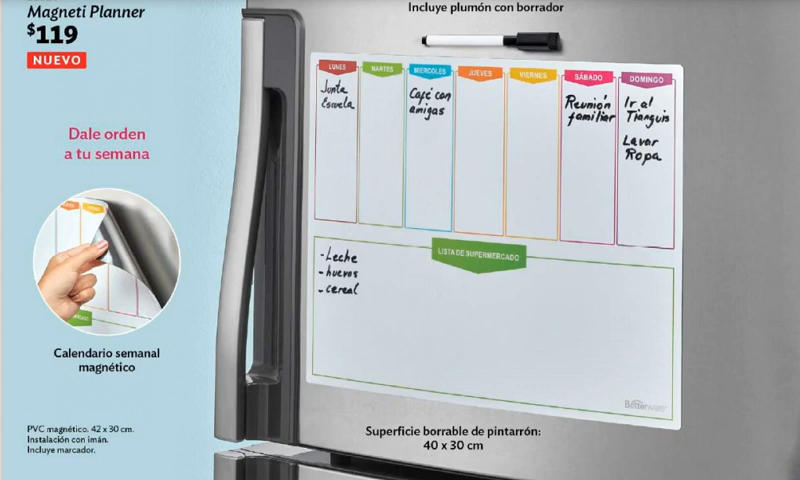 Magneti Planner
$119
NUEVO
Dale orden
a tu semana
Calendario semanal
magnético
PVC magnético. 42 x 30 cm.
Instalación con imán.
Incluye marcador.
Incluye plumón con borrador
LUNES
MARTES
MIÉRCOLES
JUEVES
VIERNES
SÁBADO
DOMINGO
Junta
Escuela
Café con
amigas
Reunión
familiar
Ir al
Tianguis
Lavar
Ropa
LISTA DE SUPERMERCADO
-Leche
-huevos
-cereal
Betterware
Superficie borrable de pintarrón:
40 x 30 cm